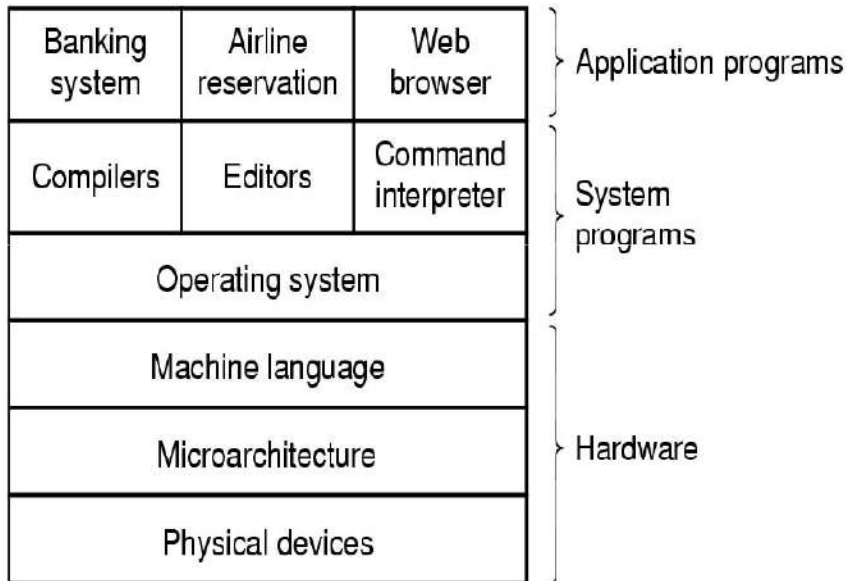 Banking
system
Airline
reservation
Web
browser
Application programs
Compilers
Editors
Command
interpreter
System
programs
Operating system
Machine language
Microarchitecture
Hardware
Physical devices